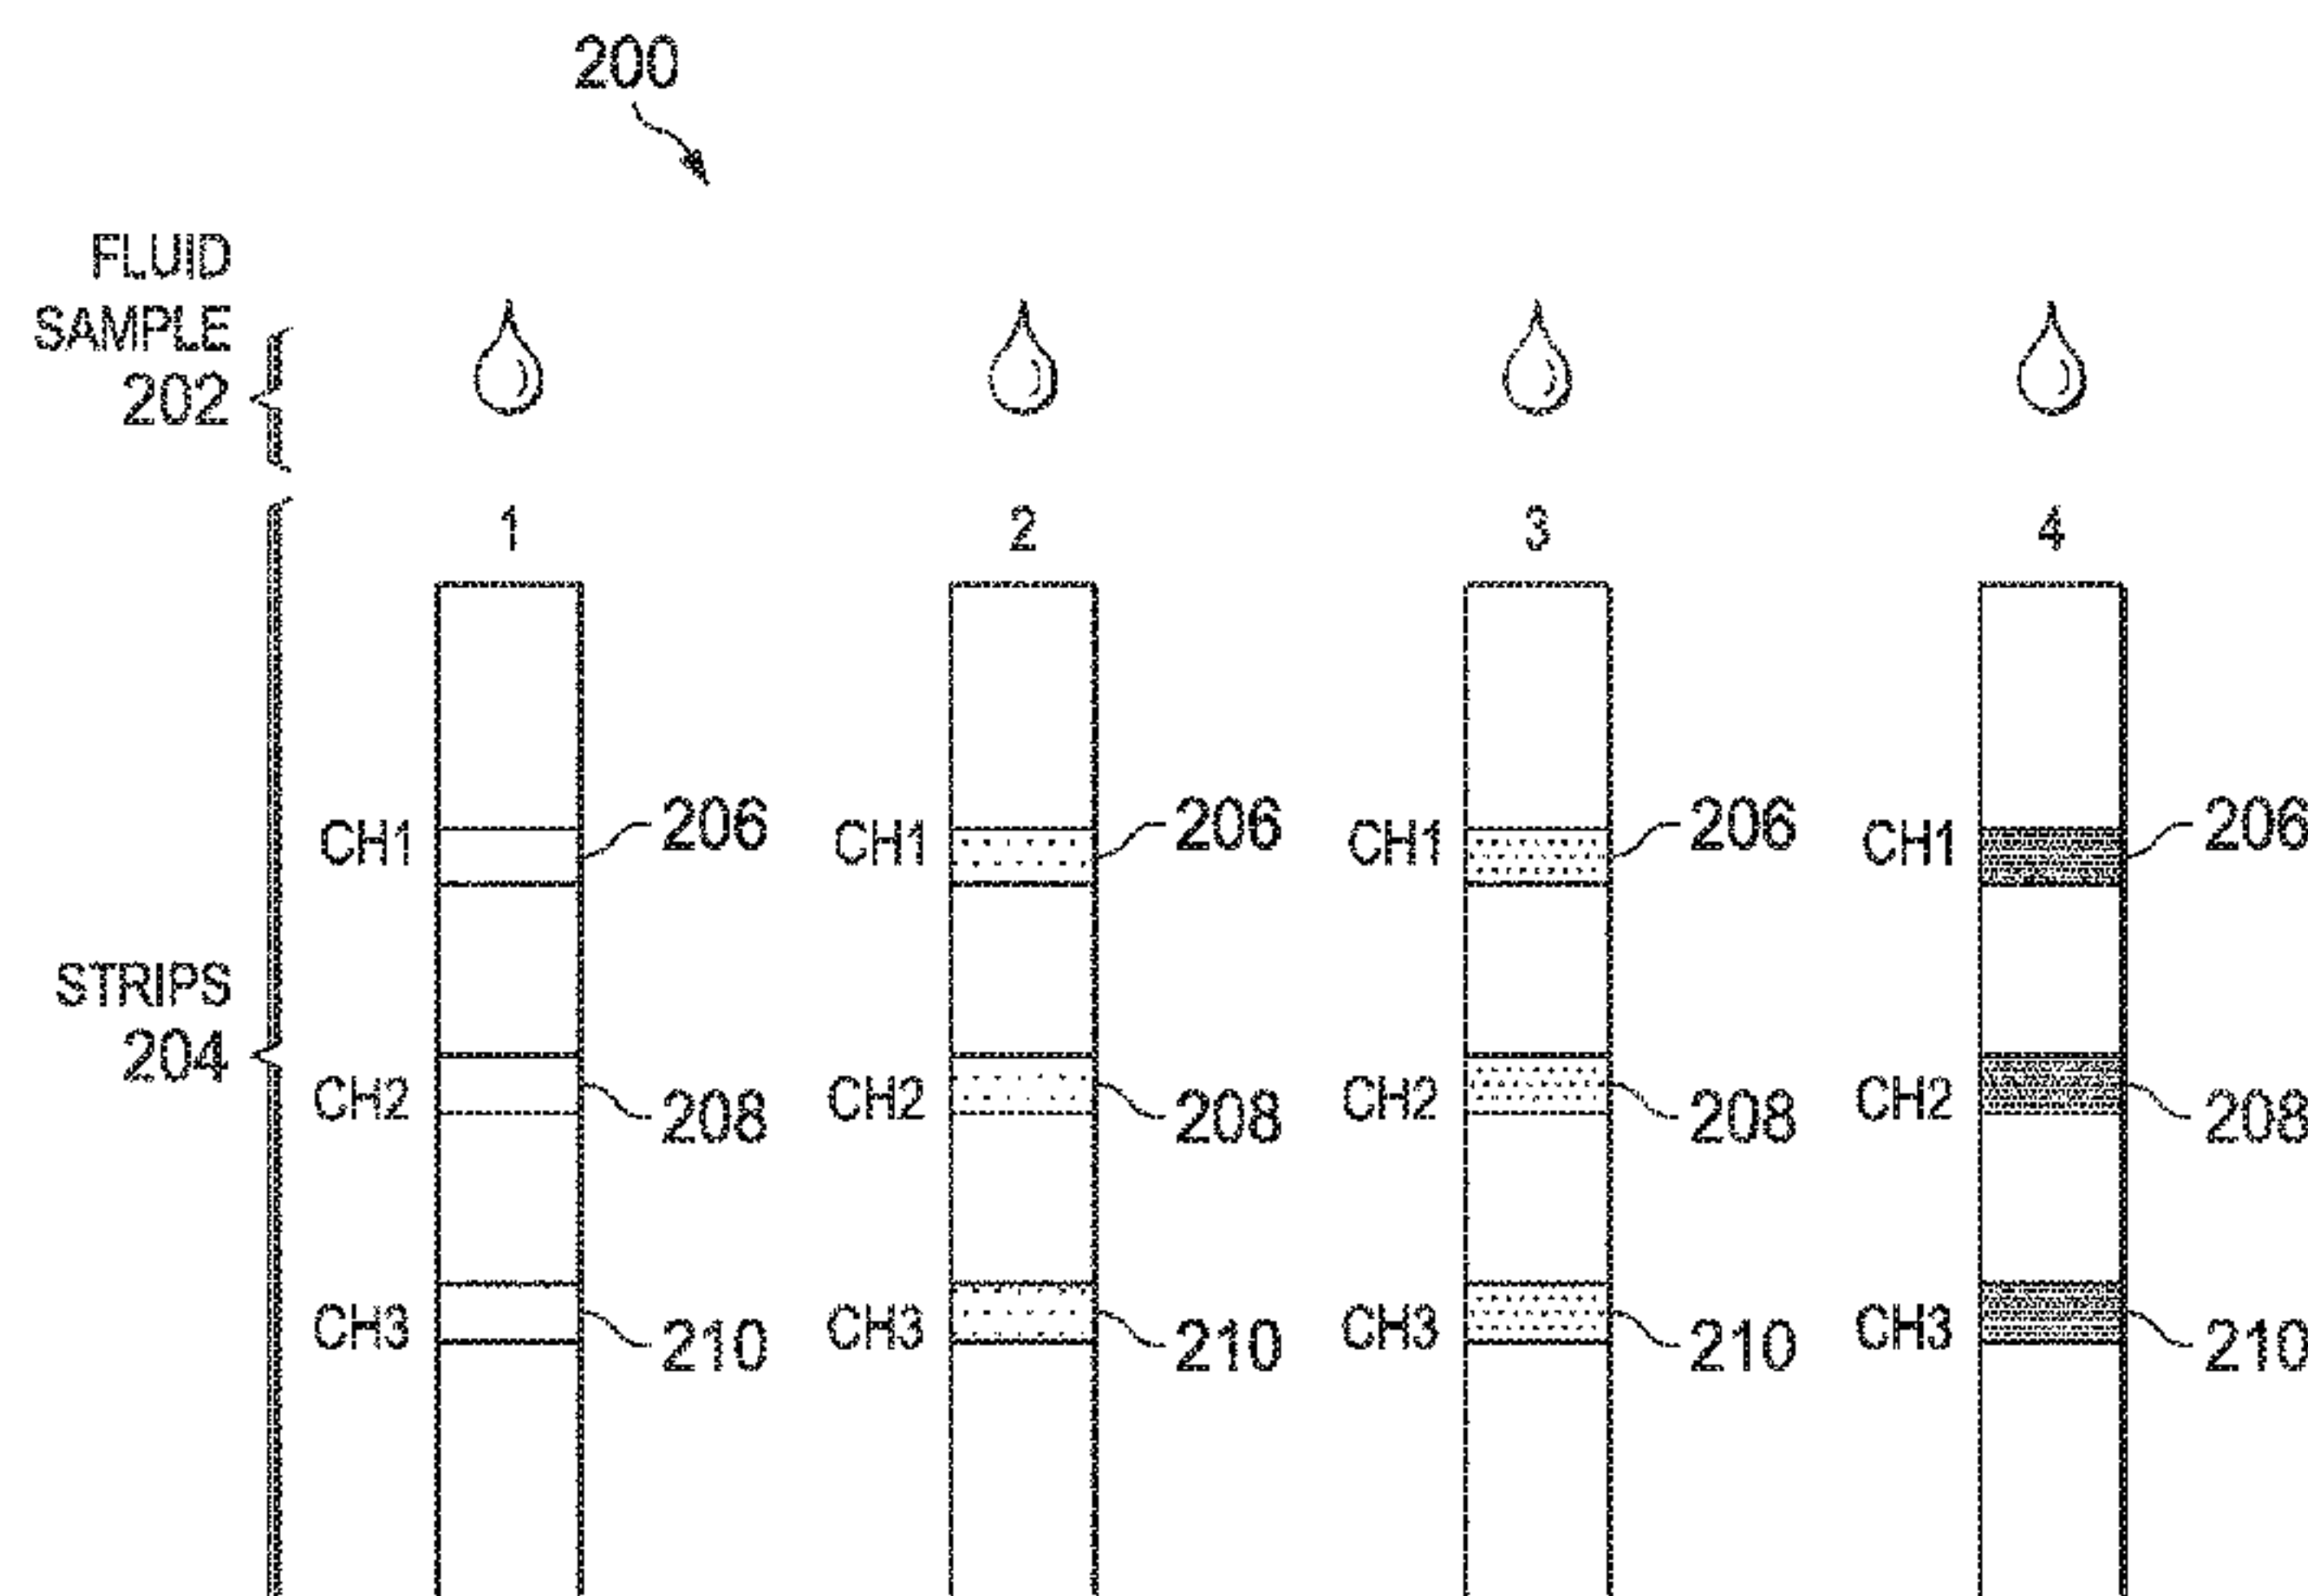 200
FLUID
SAMPLE
202
1 2 3 4
CH1 206 CH1 206 CH1 206 CH1 206
STRIPS
204
CH2 208 CH2 208 CH2 208 CH2 208
CH3 210 CH3 210 CH3 210 CH3 210